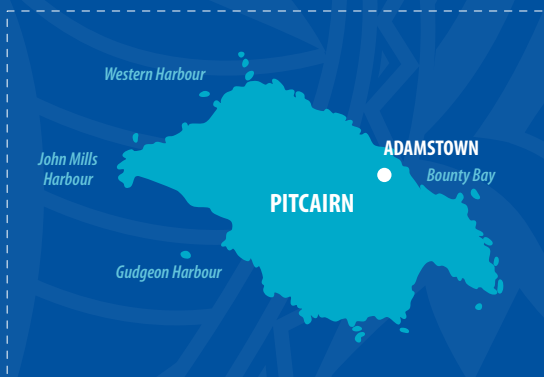 Western Harbour
ADAMSTOWN
John Mills
Harbour
Bounty Bay
PITCAIRN
Gudgeon Harbour